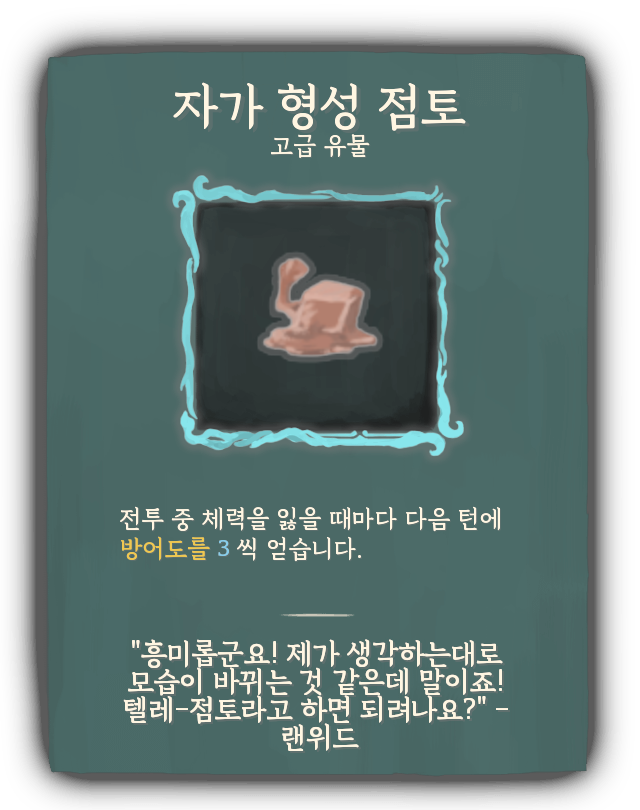 자가 형성 점토
고급 유물
전투 중 체력을 잃을 때마다 다음 턴에
방어도를 3 씩 얻습니다.
"흥미롭군요! 제가 생각하는대로
모습이 바뀌는 것 같은데 말이죠!
텔레-점토라고 하면 되려나요?" -
랜위드